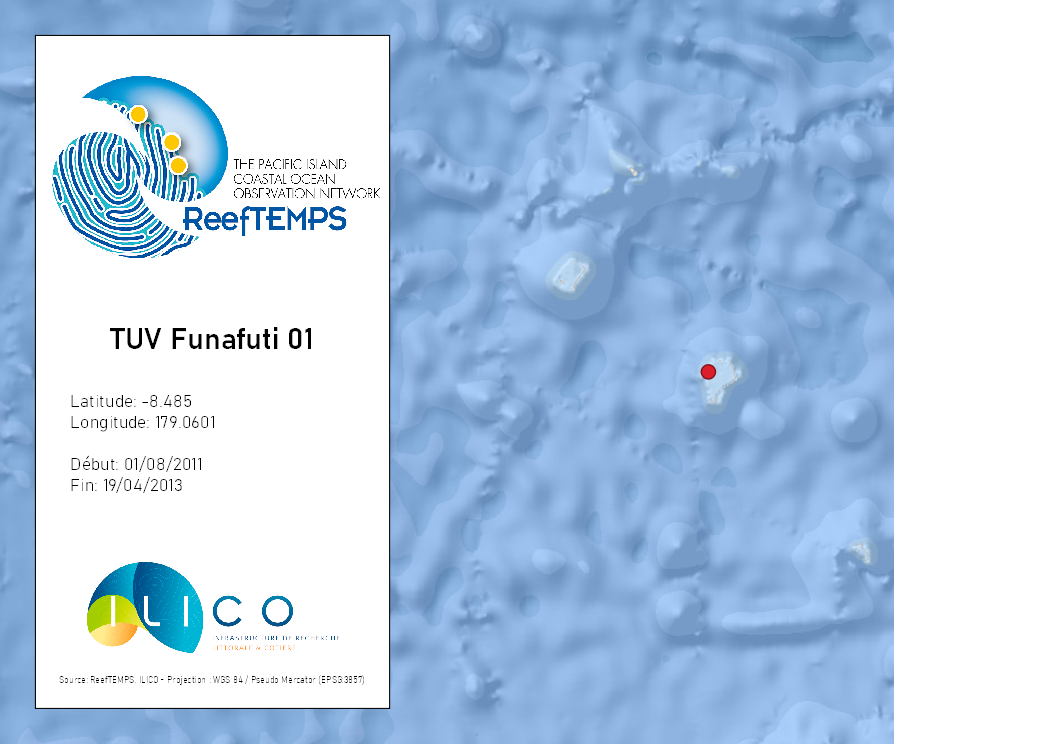 THE PACIFIC ISLAND
COASTAL OCEAN
OBSERVATION NETWORK
ReefTEMPS
TUV Funafuti 01
Latitude: -8.485
Longitude: 179.0601
Début: 01/08/2011
Fin: 19/04/2013
ILICO
INFRASTRUCTURE DE RECHERCHE
LITTORALE & CÔTIÈRE
Source: ReefTEMPS, ILICO - Projection : WGS 84 / Pseudo Mercator (EPSG:3857)